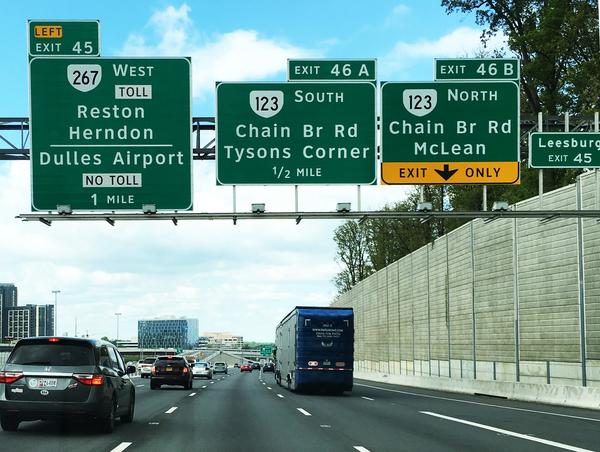 LEFT
EXIT 45
267 WEST
TOLL
Reston
Herndon
Dulles Airport
NO TOLL
1 MILE
EXIT 46 A
123 SOUTH
Chain Br Rd
Tysons Corner
1/2 MILE
EXIT 46 B
123 NORTH
Chain Br Rd
McLean
EXIT ONLY
Leesburg
EXIT 45